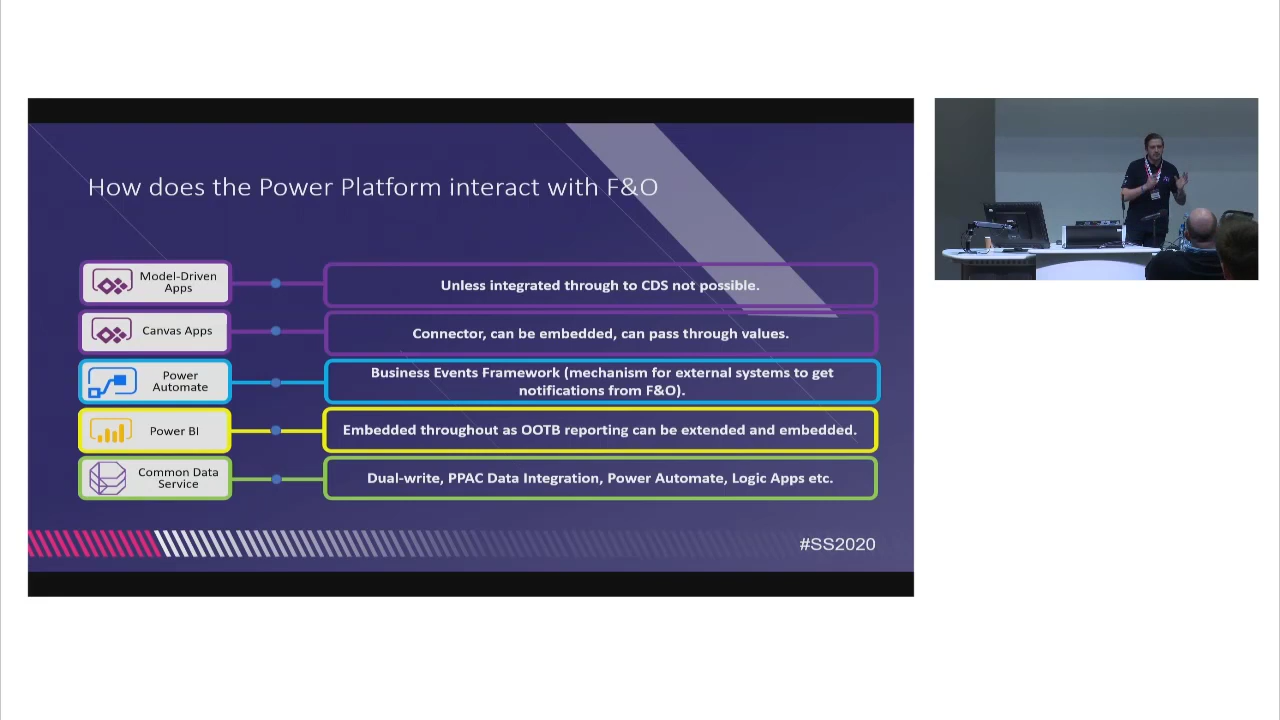 How does the Power Platform interact with F&O
Model-Driven
Apps
Unless integrated through to CDS not possible.
Canvas Apps
Connector, can be embedded, can pass through values.
Power
Automate
Business Events Framework (mechanism for external systems to get
notifications from F&O).
Power BI
Embedded throughout as OOTB reporting can be extended and embedded.
Common Data
Service
Dual-write, PPAC Data Integration, Power Automate, Logic Apps etc.
#SS2020